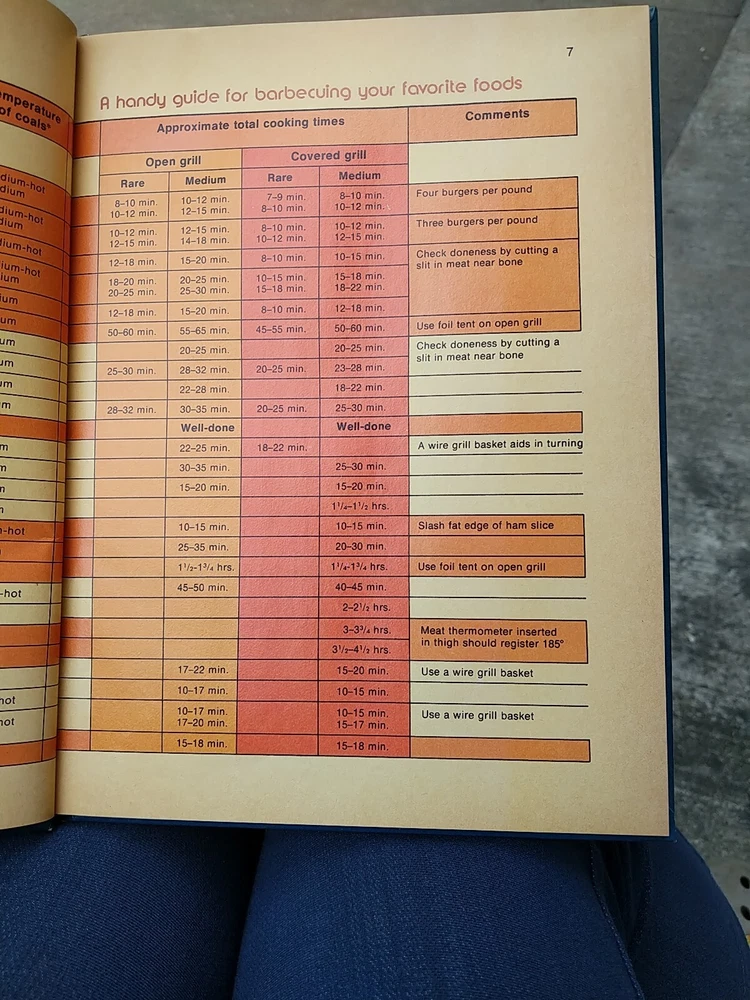 7
A handy guide for barbecuing your favorite foods
emperature
of coals*
Approximate total cooking times Comments
Open grill Covered grill
Rare Medium Rare Medium
8–10 min. 10–12 min. 7–9 min. 8–10 min. Four burgers per pound
10–12 min. 12–15 min. 8–10 min. 10–12 min.
10–12 min. 12–15 min. 8–10 min. 10–12 min. Three burgers per pound
12–15 min. 14–18 min. 10–12 min. 12–15 min.
12–18 min. 15–20 min. 8–10 min. 10–15 min. Check doneness by cutting a
slit in meat near bone
18–20 min. 20–25 min. 10–15 min. 15–18 min.
20–25 min. 25–30 min. 15–18 min. 18–22 min.
12–18 min. 15–20 min. 8–10 min. 12–18 min.
50–60 min. 55–65 min. 45–55 min. 50–60 min. Use foil tent on open grill
20–25 min. 20–25 min. Check doneness by cutting a
slit in meat near bone
25–30 min. 28–32 min. 20–25 min. 23–28 min.
22–28 min. 18–22 min.
28–32 min. 30–35 min. 20–25 min. 25–30 min.
Well-done Well-done
22–25 min. 18–22 min. A wire grill basket aids in turning
30–35 min. 25–30 min.
15–20 min. 15–20 min.
1¹/₄–1¹/₂ hrs.
10–15 min. 10–15 min. Slash fat edge of ham slice
25–35 min. 20–30 min.
1¹/₂-1³/₄ hrs. 1¹/₄-1³/₄ hrs. Use foil tent on open grill
45–50 min. 40–45 min.
2–2¹/₂ hrs.
3–3³/₄ hrs. Meat thermometer inserted
in thigh should register 185°
3¹/₂–4¹/₂ hrs.
17–22 min. 15–20 min. Use a wire grill basket
10–17 min. 10–15 min.
10–17 min. 10–15 min. Use a wire grill basket
17–20 min. 15–17 min.
15–18 min. 15–18 min.